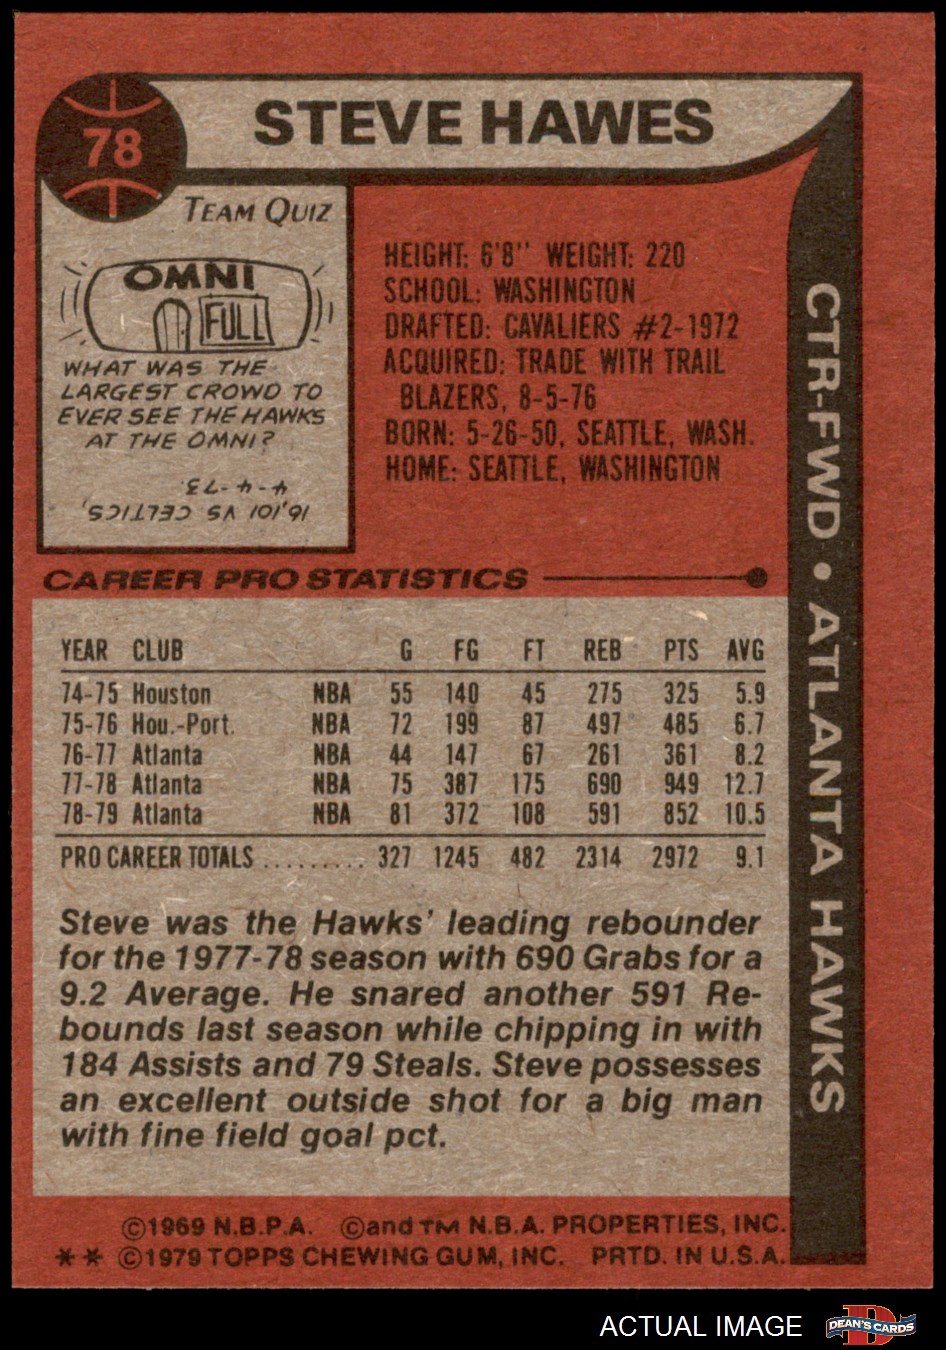 78
STEVE HAWES
TEAM QUIZ
OMNI
FULL
WHAT WAS THE
LARGEST CROWD TO
EVER SEE THE HAWKS
AT THE OMNI?
16,101 VS CELTICS,
4-4-73
HEIGHT: 6'8" WEIGHT: 220
SCHOOL: WASHINGTON
DRAFTED: CAVALIERS #2-1972
ACQUIRED: TRADE WITH TRAIL
BLAZERS, 8-5-76
BORN: 5-26-50, SEATTLE, WASH.
HOME: SEATTLE, WASHINGTON
CTR-FWD • ATLANTA HAWKS
CAREER PRO STATISTICS
YEAR CLUB G FG FT REB PTS AVG
74-75 Houston NBA 55 140 45 275 325 5.9
75-76 Hou.-Port. NBA 72 199 87 497 485 6.7
76-77 Atlanta NBA 44 147 67 261 361 8.2
77-78 Atlanta NBA 75 387 175 690 949 12.7
78-79 Atlanta NBA 81 372 108 591 852 10.5
PRO CAREER TOTALS .......... 327 1245 482 2314 2972 9.1
Steve was the Hawks' leading rebounder
for the 1977-78 season with 690 Grabs for a
9.2 Average. He snared another 591 Re-
bounds last season while chipping in with
184 Assists and 79 Steals. Steve possesses
an excellent outside shot for a big man
with fine field goal pct.
©1969 N.B.P.A. ©and TM N.B.A. PROPERTIES, INC.
** ©1979 TOPPS CHEWING GUM, INC. PRTD. IN U.S.A.
ACTUAL IMAGE
D
DEAN'S CARDS